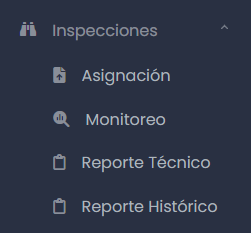 Inspecciones
Asignación
Monitoreo
Reporte Técnico
Reporte Histórico